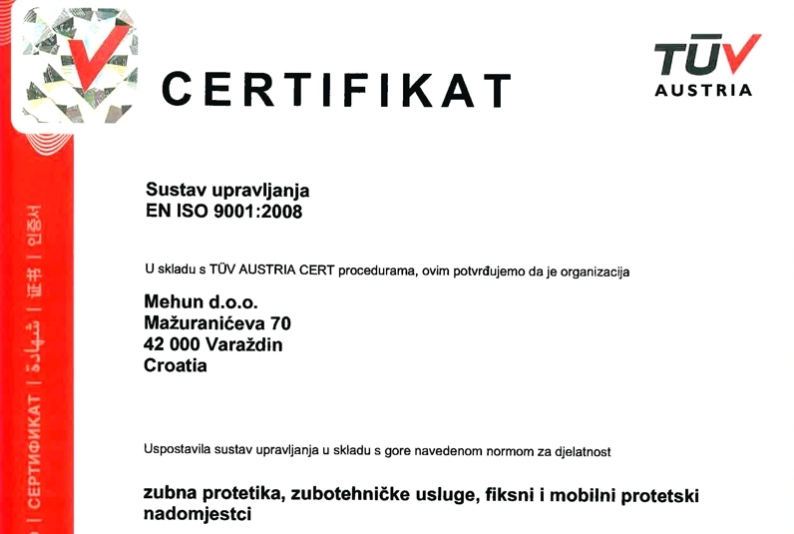 CERTIFIKAT
TÜV
AUSTRIA
Sustav upravljanja
EN ISO 9001:2008
U skladu s TÜV AUSTRIA CERT procedurama, ovim potvrđujemo da je organizacija
Mehun d.o.o.
Mažuranićeva 70
42 000 Varaždin
Croatia
Uspostavila sustav upravljanja u skladu s gore navedenom normom za djelatnost
zubna protetika, zubotehničke usluge, fiksni i mobilni protetski
nadomjestci
| СЕРТИФИКАТ | شهادة | 证书 | 인증서